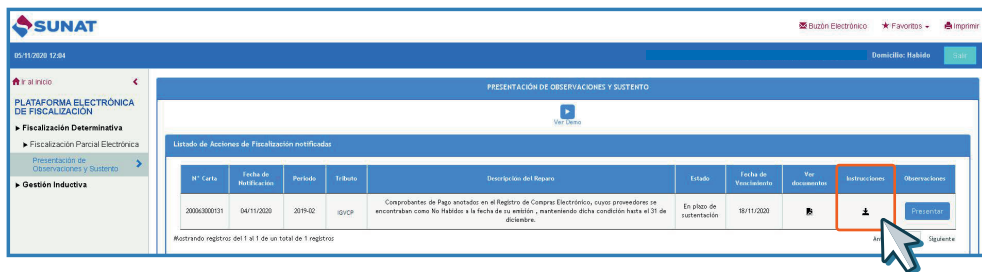 SUNAT
Buzón Electrónico
Favoritos
Imprimir
05/11/2020 12:04
Domicilio: Habido
Salir
Ir al inicio
PLATAFORMA ELECTRÓNICA
DE FISCALIZACIÓN
Fiscalización Determinativa
Fiscalización Parcial Electrónica
Presentación de
Observaciones y Sustento
Gestión Inductiva
PRESENTACIÓN DE OBSERVACIONES Y SUSTENTO
Ver Demo
Listado de Acciones de Fiscalización notificadas
N° Carta
Fecha de
Notificación
Periodo
Tributo
Descripción del Reparo
Estado
Fecha de
Vencimiento
Ver
documentos
Instrucciones
Observaciones
200063000131
04/11/2020
2019-02
IGVCP
Comprobantes de Pago anotados en el Registro de Compras Electrónico, cuyos proveedores se
encontraban como No Habidos a la fecha de su emisión , manteniendo dicha condición hasta el 31 de
diciembre.
En plazo de
sustentación
18/11/2020
Presentar
Mostrando registros del 1 al 1 de un total de 1 registros
Siguiente